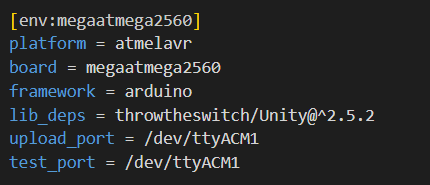 [env:megaatmega2560]
platform = atmelavr
board = megaatmega2560
framework = arduino
lib_deps = throwtheswitch/Unity@^2.5.2
upload_port = /dev/ttyACM1
test_port = /dev/ttyACM1